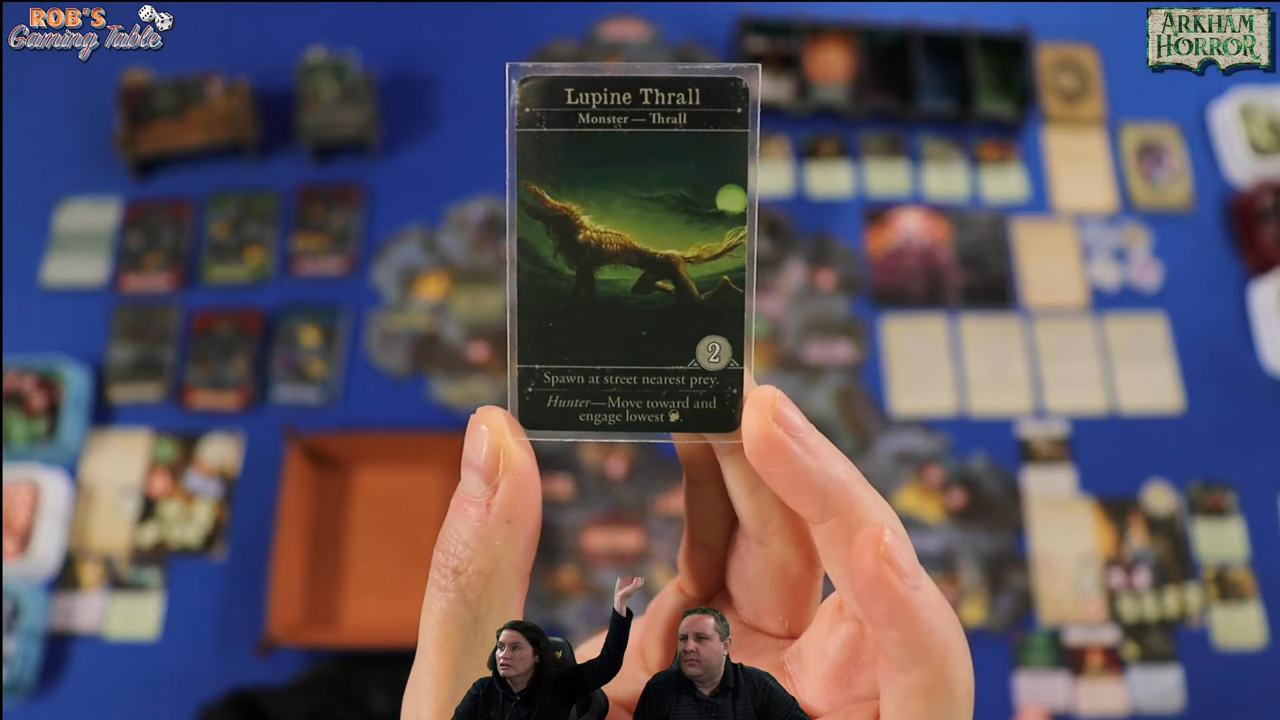 ROB'S
Gaming Table
ARKHAM
HORROR
Lupine Thrall
Monster — Thrall
2
Spawn at street nearest prey.
Hunter—Move toward and
engage lowest